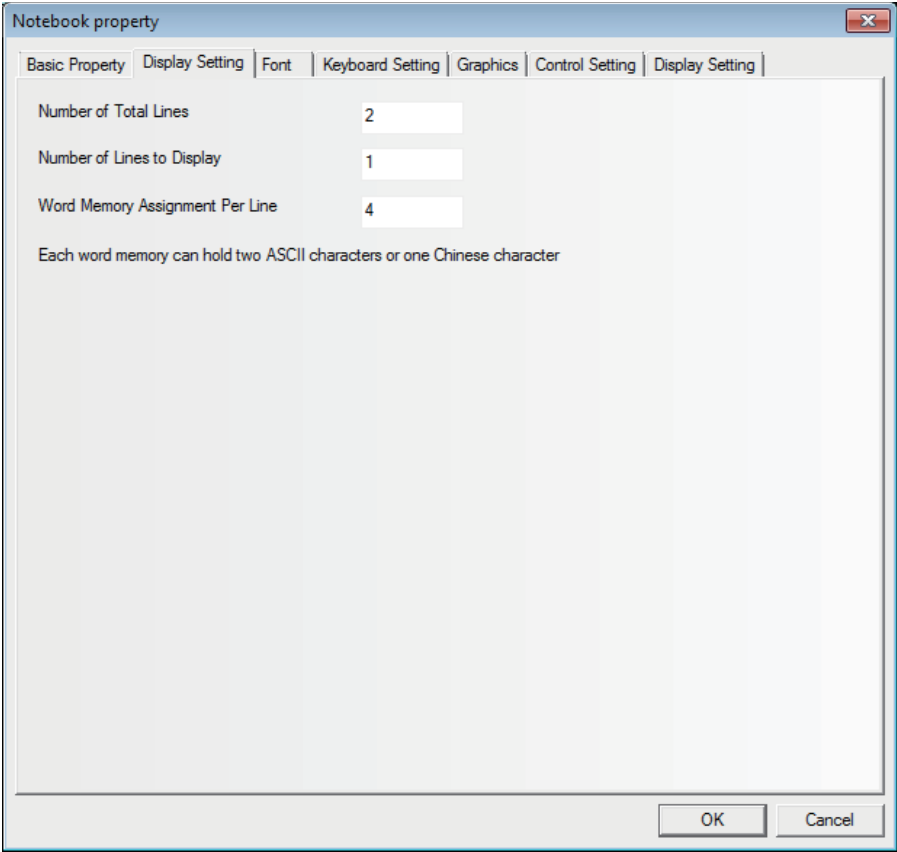 Notebook property
Basic Property Display Setting Font Keyboard Setting Graphics Control Setting Display Setting
Number of Total Lines 2
Number of Lines to Display 1
Word Memory Assignment Per Line 4
Each word memory can hold two ASCII characters or one Chinese character
OK Cancel